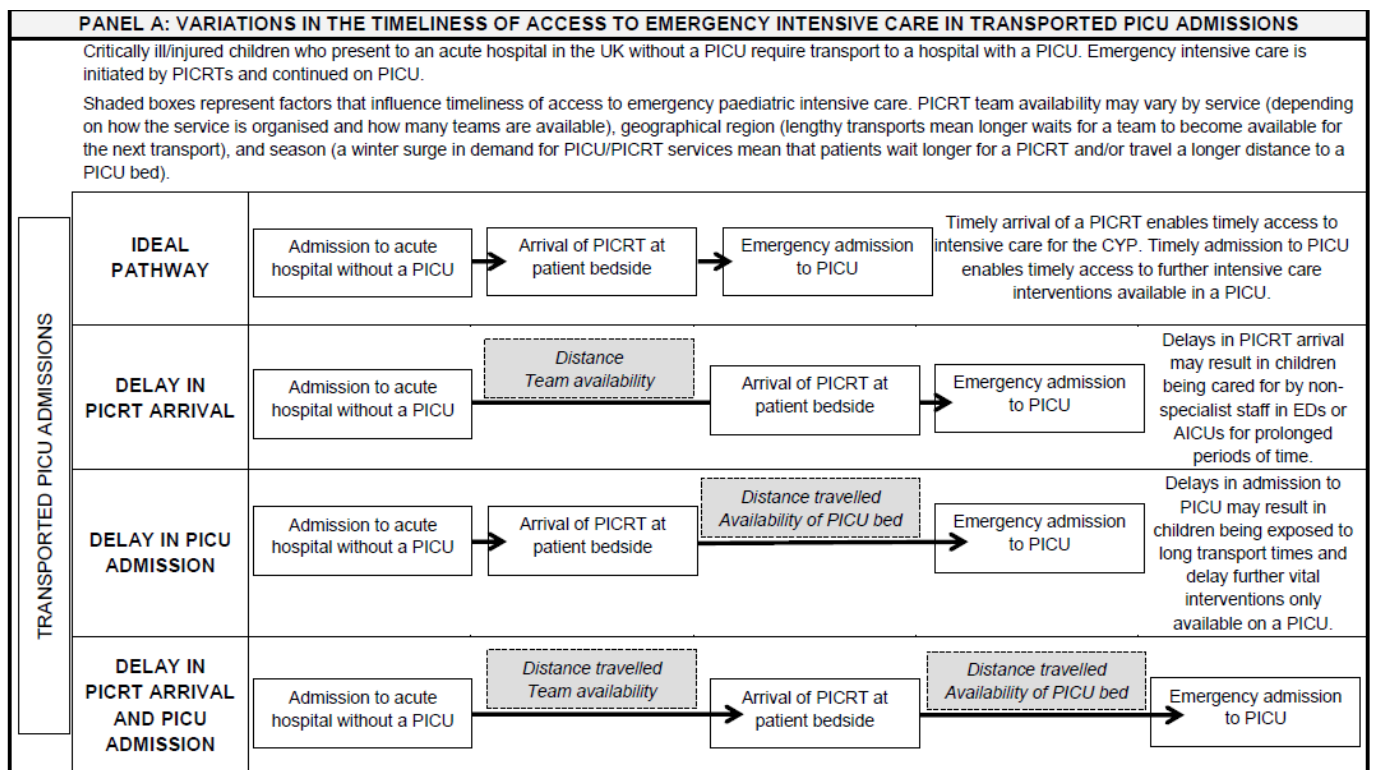 PANEL A: VARIATIONS IN THE TIMELINESS OF ACCESS TO EMERGENCY INTENSIVE CARE IN TRANSPORTED PICU ADMISSIONS
Critically ill/injured children who present to an acute hospital in the UK without a PICU require transport to a hospital with a PICU. Emergency intensive care is
initiated by PICRTs and continued on PICU.
Shaded boxes represent factors that influence timeliness of access to emergency paediatric intensive care. PICRT team availability may vary by service (depending
on how the service is organised and how many teams are available), geographical region (lengthy transports mean longer waits for a team to become available for
the next transport), and season (a winter surge in demand for PICU/PICRT services mean that patients wait longer for a PICRT and/or travel a longer distance to a
PICU bed).
TRANSPORTED PICU ADMISSIONS
IDEAL
PATHWAY
Admission to acute
hospital without a PICU
Arrival of PICRT at
patient bedside
Emergency admission
to PICU
Timely arrival of a PICRT enables timely access to
intensive care for the CYP. Timely admission to PICU
enables timely access to further intensive care
interventions available in a PICU.
DELAY IN
PICRT ARRIVAL
Admission to acute
hospital without a PICU
Distance
Team availability
Arrival of PICRT at
patient bedside
Emergency admission
to PICU
Delays in PICRT arrival
may result in children
being cared for by non-
specialist staff in EDs or
AICUs for prolonged
periods of time.
DELAY IN PICU
ADMISSION
Admission to acute
hospital without a PICU
Arrival of PICRT at
patient bedside
Distance travelled
Availability of PICU bed
Emergency admission
to PICU
Delays in admission to
PICU may result in
children being exposed to
long transport times and
delay further vital
interventions only
available on a PICU.
DELAY IN
PICRT ARRIVAL
AND PICU
ADMISSION
Admission to acute
hospital without a PICU
Distance travelled
Team availability
Arrival of PICRT at
patient bedside
Distance travelled
Availability of PICU bed
Emergency admission
to PICU